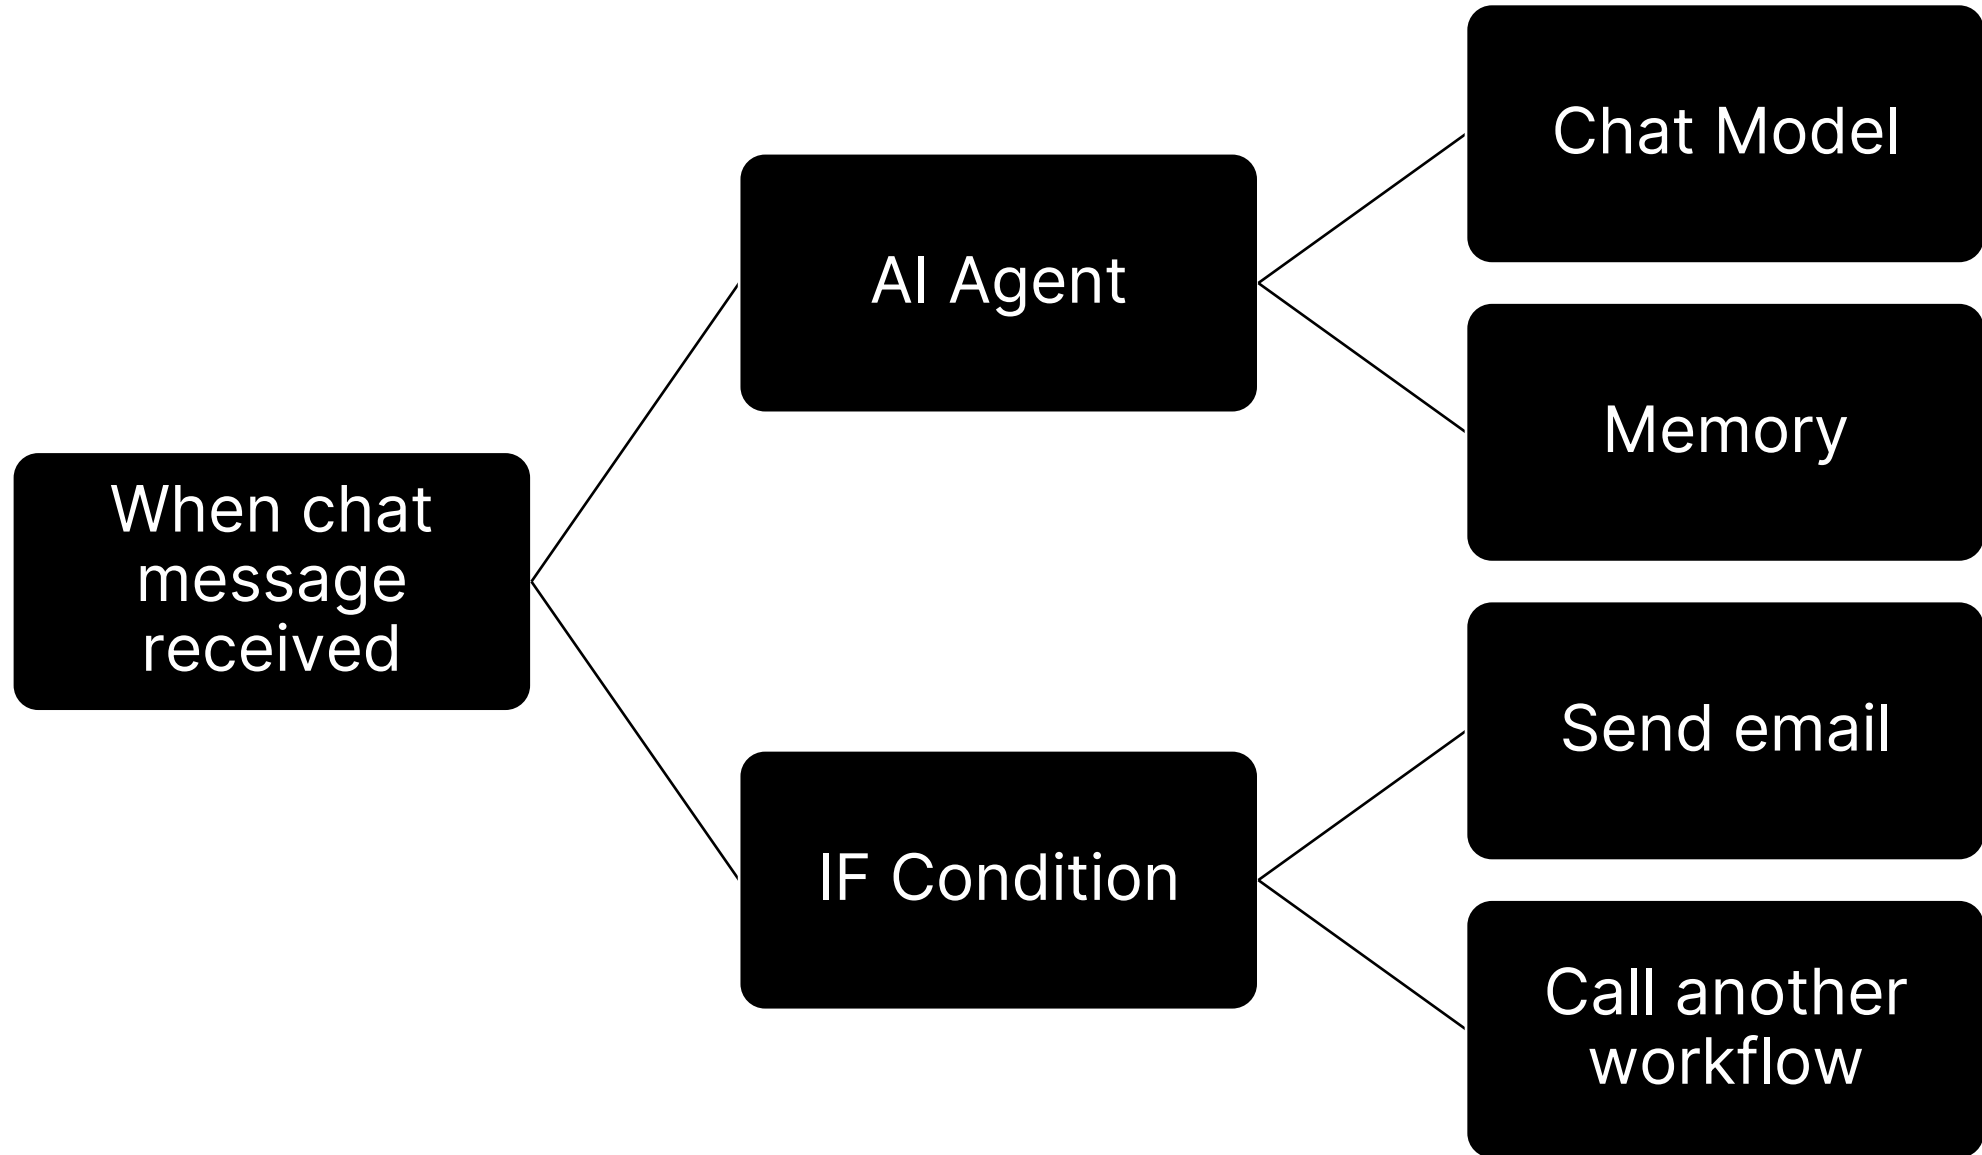 When chat
message
received
AI Agent
IF Condition
Chat Model
Memory
Send email
Call another
workflow